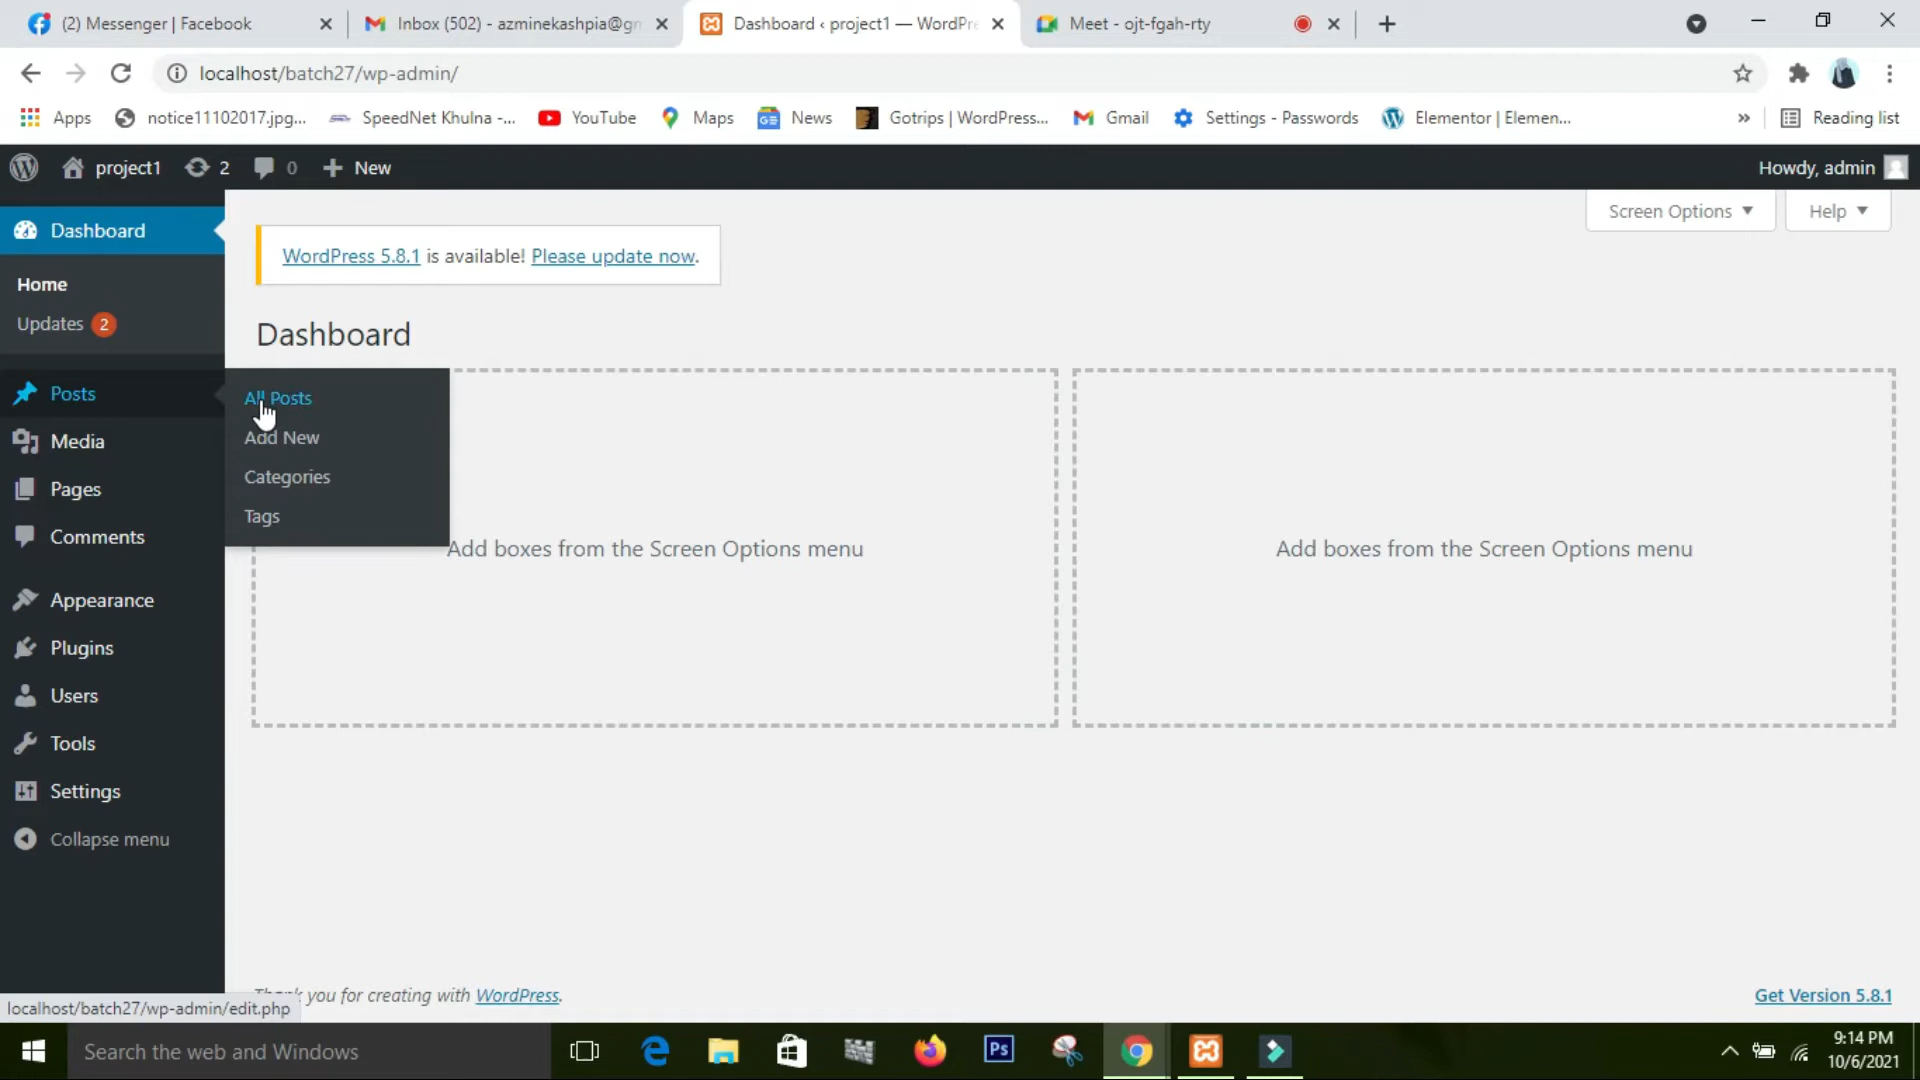 (2) Messenger | Facebook
Inbox (502) - azminekashpia@gm
Dashboard ‹ project1 — WordPre
Meet - ojt-fgah-rty
localhost/batch27/wp-admin/
Apps
notice11102017.jpg...
SpeedNet Khulna -...
YouTube
Maps
News
Gotrips | WordPress...
Gmail
Settings - Passwords
Elementor | Elemen...
»
Reading list
project1
2
0
New
Howdy, admin
Screen Options
Help
Dashboard
WordPress 5.8.1 is available! Please update now.
Home
Updates 2
Dashboard
Posts
All Posts
Add New
Categories
Tags
Media
Pages
Comments
Add boxes from the Screen Options menu
Add boxes from the Screen Options menu
Appearance
Plugins
Users
Tools
Settings
Collapse menu
you for creating with WordPress.
Get Version 5.8.1
localhost/batch27/wp-admin/edit.php
Search the web and Windows
Ps
9:14 PM
10/6/2021